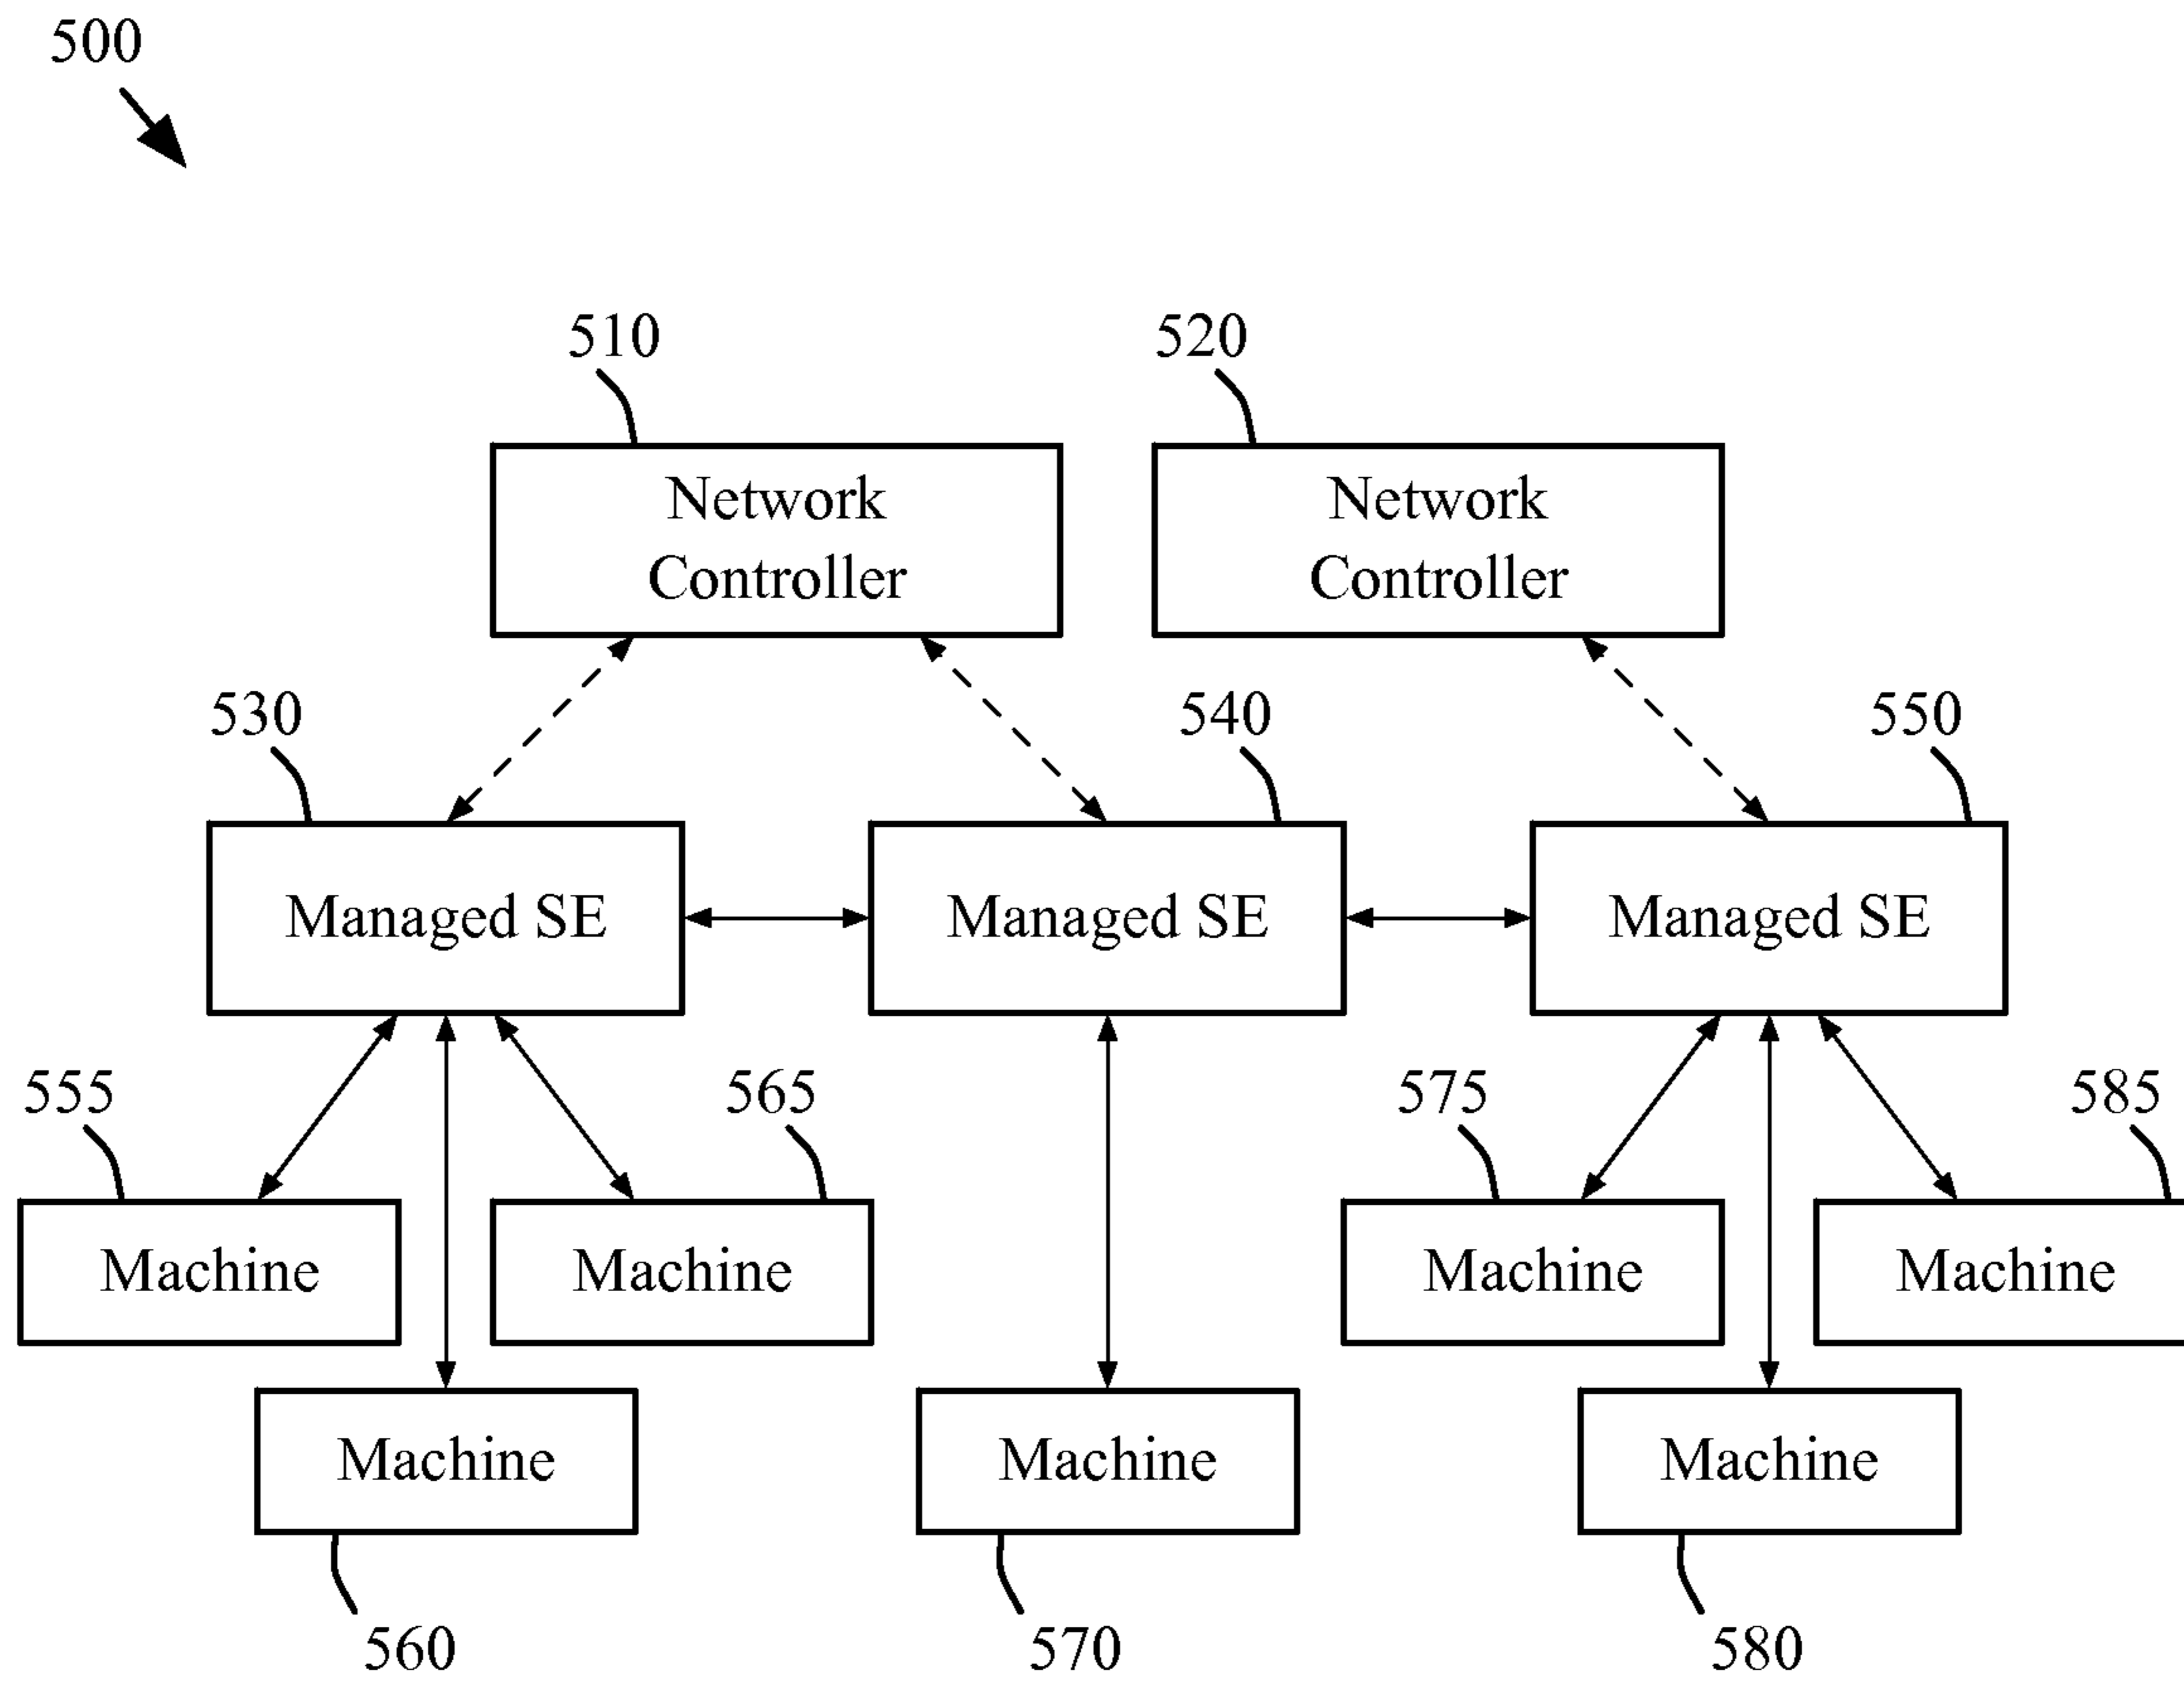 500
510
520
Network
Controller
Network
Controller
530
540
550
Managed SE
Managed SE
Managed SE
555
565
575
585
Machine
Machine
Machine
Machine
Machine
Machine
Machine
560
570
580